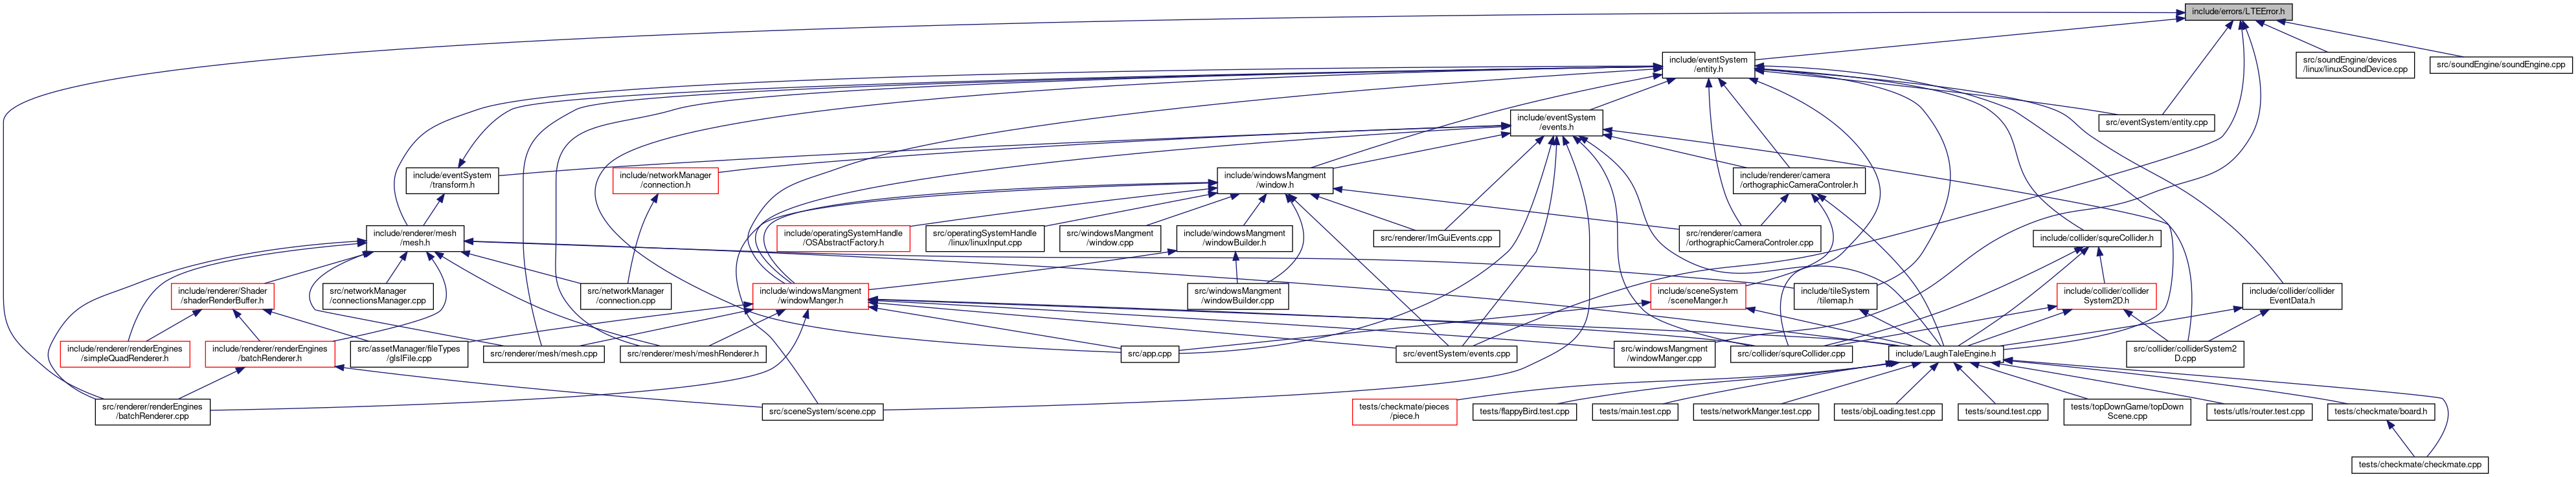 include/errors/LTEError.h
include/eventSystem
/entity.h
src/soundEngine/devices
/linux/linuxSoundDevice.cpp
src/soundEngine/soundEngine.cpp
include/eventSystem
/events.h
src/eventSystem/entity.cpp
include/eventSystem
/transform.h
include/networkManager
/connection.h
include/windowsMangment
/window.h
include/renderer/camera
/orthographicCameraControler.h
include/renderer/mesh
/mesh.h
include/operatingSystemHandle
/OSAbstractFactory.h
src/operatingSystemHandle
/linux/linuxInput.cpp
src/windowsMangment
/window.cpp
include/windowsMangment
/windowBuilder.h
src/renderer/ImGuiEvents.cpp
src/renderer/camera
/orthographicCameraControler.cpp
include/collider/squreCollider.h
include/renderer/Shader
/shaderRenderBuffer.h
src/networkManager
/connectionsManager.cpp
src/networkManager
/connection.cpp
include/windowsMangment
/windowManger.h
src/windowsMangment
/windowBuilder.cpp
include/sceneSystem
/sceneManger.h
include/tileSystem
/tilemap.h
include/collider/collider
System2D.h
include/collider/collider
EventData.h
include/renderer/renderEngines
/simpleQuadRenderer.h
include/renderer/renderEngines
/batchRenderer.h
src/assetManager/fileTypes
/glslFile.cpp
src/renderer/mesh/mesh.cpp
src/renderer/mesh/meshRenderer.h
src/app.cpp
src/eventSystem/events.cpp
src/windowsMangment
/windowManger.cpp
src/collider/squreCollider.cpp
include/LaughTaleEngine.h
src/collider/colliderSystem2
D.cpp
src/renderer/renderEngines
/batchRenderer.cpp
src/sceneSystem/scene.cpp
tests/checkmate/pieces
/piece.h
tests/flappyBird.test.cpp
tests/main.test.cpp
tests/networkManger.test.cpp
tests/objLoading.test.cpp
tests/sound.test.cpp
tests/topDownGame/topDown
Scene.cpp
tests/utls/router.test.cpp
tests/checkmate/board.h
tests/checkmate/checkmate.cpp